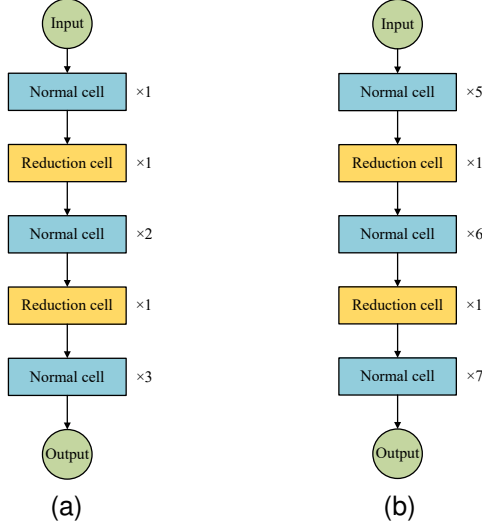 Input
Normal cell ×1
Reduction cell ×1
Normal cell ×2
Reduction cell ×1
Normal cell ×3
Output
(a)
Input
Normal cell ×5
Reduction cell ×1
Normal cell ×6
Reduction cell ×1
Normal cell ×7
Output
(b)